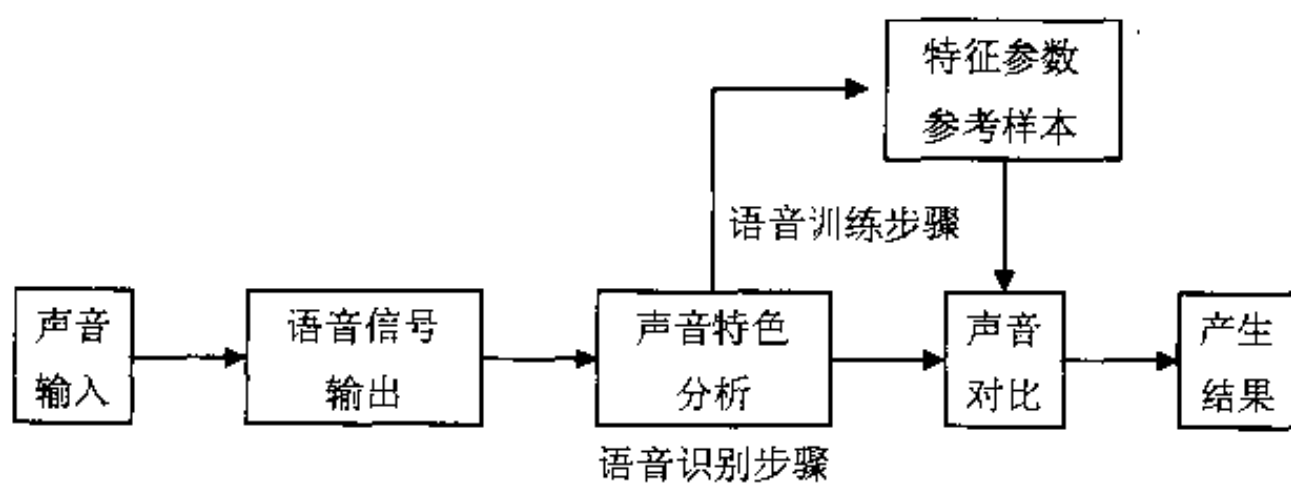 特征参数
参考样本
语音训练步骤
声音
输入
语音信号
输出
声音特色
分析
声音
对比
产生
结果
语音识别步骤